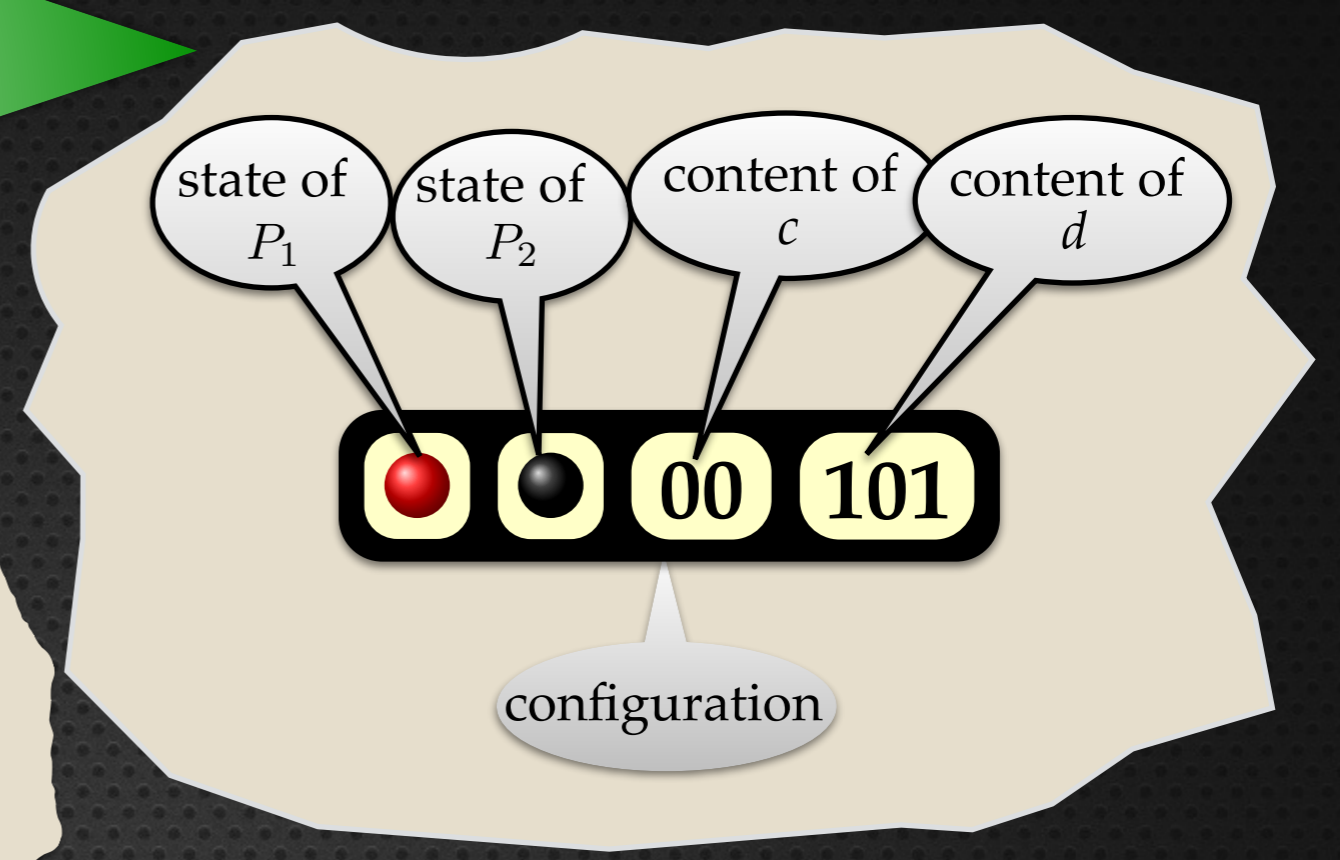 state of
P₁
state of
P₂
content of
c
content of
d
00
101
configuration